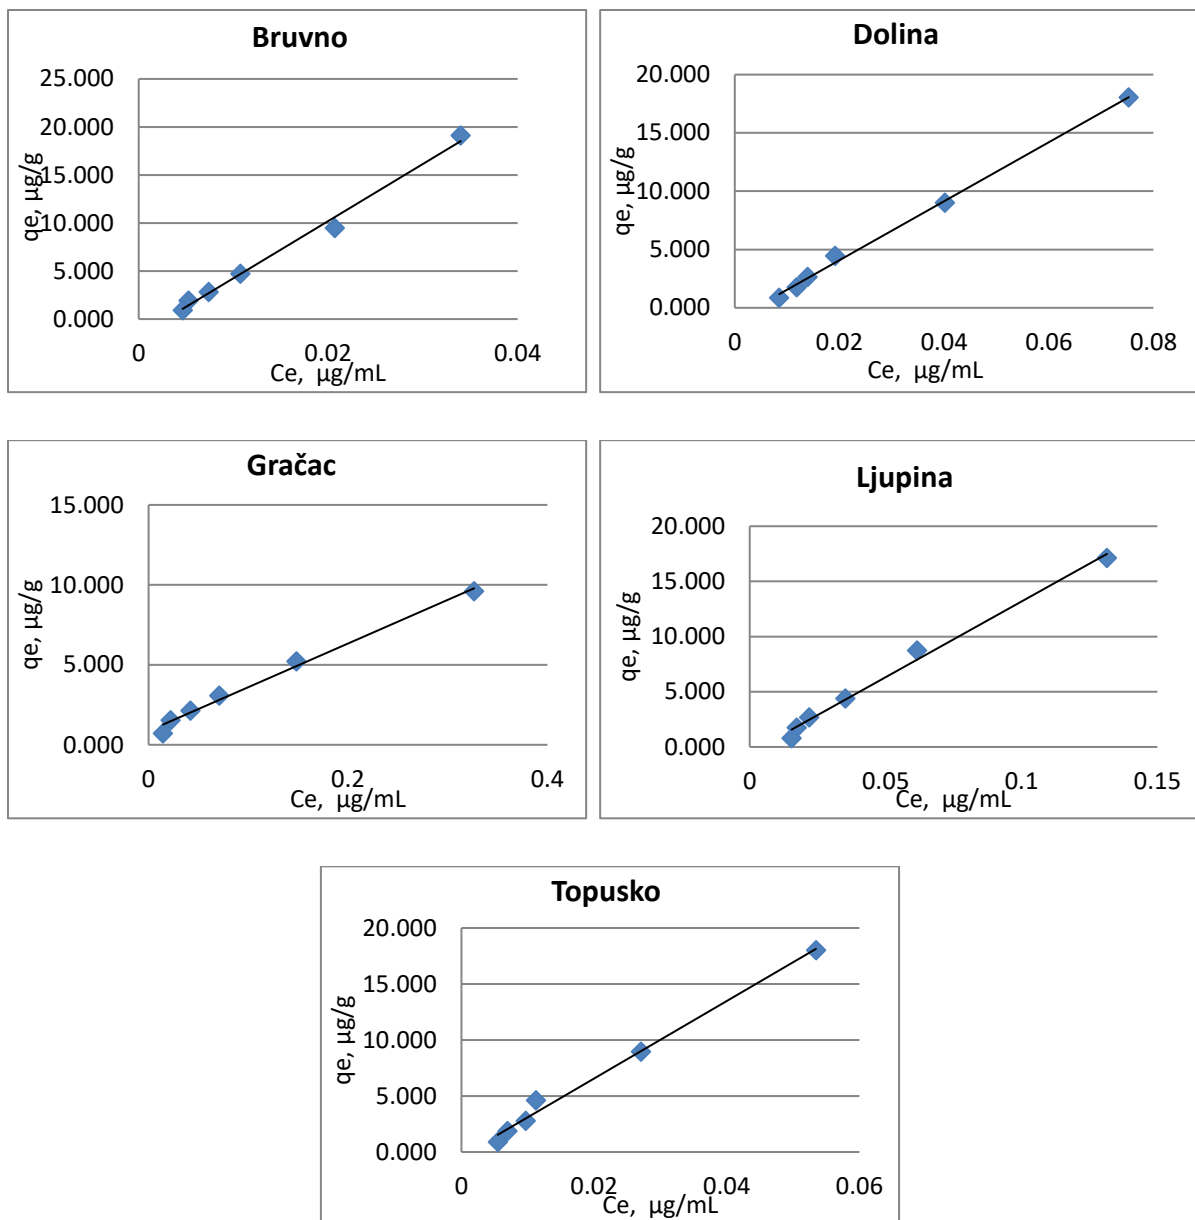 Bruvno
25.000
20.000
15.000
10.000
5.000
0.000
qe, µg/g
0 0.02 0.04
Ce, µg/mL
Dolina
20.000
15.000
10.000
5.000
0.000
qe, µg/g
0 0.02 0.04 0.06 0.08
Ce, µg/mL
Gračac
15.000
10.000
5.000
0.000
qe, µg/g
0 0.2 0.4
Ce, µg/mL
Ljupina
20.000
15.000
10.000
5.000
0.000
qe, µg/g
0 0.05 0.1 0.15
Ce, µg/mL
Topusko
20.000
15.000
10.000
5.000
0.000
qe, µg/g
0 0.02 0.04 0.06
Ce, µg/mL